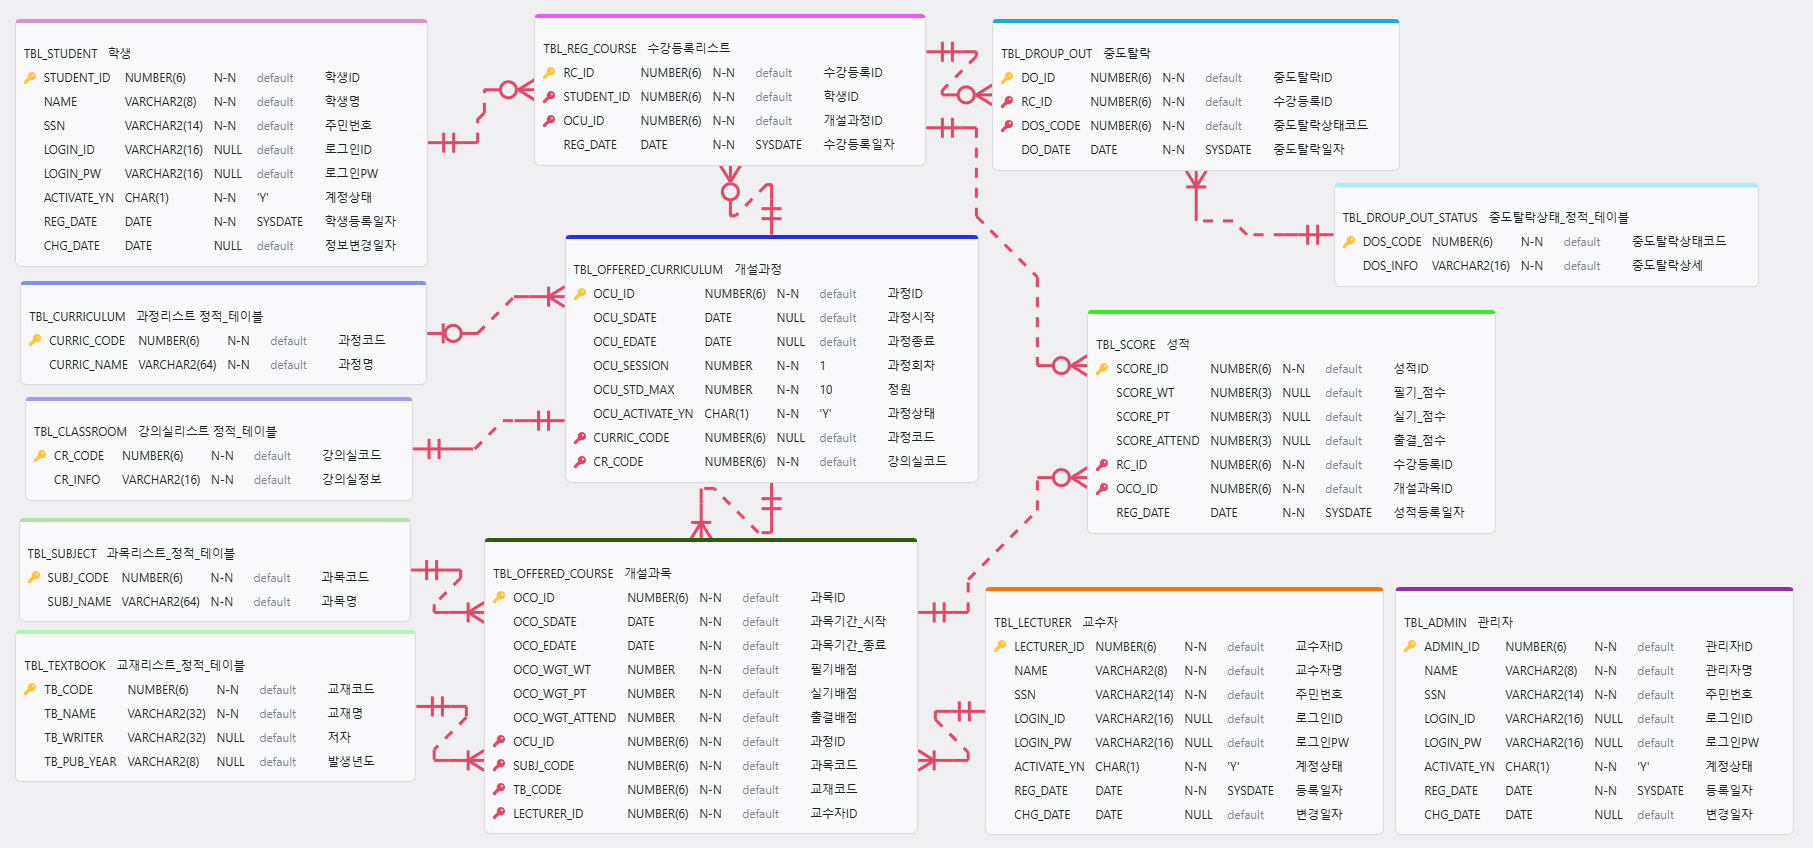 TBL_STUDENT 학생
STUDENT_ID NUMBER(6) N-N default 학생ID
NAME VARCHAR2(8) N-N default 학생명
SSN VARCHAR2(14) N-N default 주민번호
LOGIN_ID VARCHAR2(16) NULL default 로그인ID
LOGIN_PW VARCHAR2(16) NULL default 로그인PW
ACTIVATE_YN CHAR(1) N-N 'Y' 계정상태
REG_DATE DATE N-N SYSDATE 학생등록일자
CHG_DATE DATE NULL default 정보변경일자
TBL_REG_COURSE 수강등록리스트
RC_ID NUMBER(6) N-N default 수강등록ID
STUDENT_ID NUMBER(6) N-N default 학생ID
OCU_ID NUMBER(6) N-N default 개설과정ID
REG_DATE DATE N-N SYSDATE 수강등록일자
TBL_DROUP_OUT 중도탈락
DO_ID NUMBER(6) N-N default 중도탈락ID
RC_ID NUMBER(6) N-N default 수강등록ID
DOS_CODE NUMBER(6) N-N default 중도탈락상태코드
DO_DATE DATE N-N SYSDATE 중도탈락일자
TBL_DROUP_OUT_STATUS 중도탈락상태_정적_테이블
DOS_CODE NUMBER(6) N-N default 중도탈락상태코드
DOS_INFO VARCHAR2(16) N-N default 중도탈락상세
TBL_CURRICULUM 과정리스트 정적_테이블
CURRIC_CODE NUMBER(6) N-N default 과정코드
CURRIC_NAME VARCHAR2(64) N-N default 과정명
TBL_OFFERED_CURRICULUM 개설과정
OCU_ID NUMBER(6) N-N default 과정ID
OCU_SDATE DATE NULL default 과정시작
OCU_EDATE DATE NULL default 과정종료
OCU_SESSION NUMBER N-N 1 과정회차
OCU_STD_MAX NUMBER N-N 10 정원
OCU_ACTIVATE_YN CHAR(1) N-N 'Y' 과정상태
CURRIC_CODE NUMBER(6) NULL default 과정코드
CR_CODE NUMBER(6) N-N default 강의실코드
TBL_CLASSROOM 강의실리스트 정적_테이블
CR_CODE NUMBER(6) N-N default 강의실코드
CR_INFO VARCHAR2(16) N-N default 강의실정보
TBL_SCORE 성적
SCORE_ID NUMBER(6) N-N default 성적ID
SCORE_WT NUMBER(3) NULL default 필기_점수
SCORE_PT NUMBER(3) NULL default 실기_점수
SCORE_ATTEND NUMBER(3) NULL default 출결_점수
RC_ID NUMBER(6) N-N default 수강등록ID
OCO_ID NUMBER(6) N-N default 개설과목ID
REG_DATE DATE N-N SYSDATE 성적등록일자
TBL_SUBJECT 과목리스트_정적_테이블
SUBJ_CODE NUMBER(6) N-N default 과목코드
SUBJ_NAME VARCHAR2(64) N-N default 과목명
TBL_TEXTBOOK 교재리스트_정적_테이블
TB_CODE NUMBER(6) N-N default 교재코드
TB_NAME VARCHAR2(32) N-N default 교재명
TB_WRITER VARCHAR2(32) NULL default 저자
TB_PUB_YEAR VARCHAR2(8) NULL default 발생년도
TBL_OFFERED_COURSE 개설과목
OCO_ID NUMBER(6) N-N default 과목ID
OCO_SDATE DATE N-N default 과목기간_시작
OCO_EDATE DATE N-N default 과목기간_종료
OCO_WGT_WT NUMBER N-N default 필기배점
OCO_WGT_PT NUMBER N-N default 실기배점
OCO_WGT_ATTEND NUMBER N-N default 출결배점
OCU_ID NUMBER(6) N-N default 과정ID
SUBJ_CODE NUMBER(6) N-N default 과목코드
TB_CODE NUMBER(6) N-N default 교재코드
LECTURER_ID NUMBER(6) N-N default 교수자ID
TBL_LECTURER 교수자
LECTURER_ID NUMBER(6) N-N default 교수자ID
NAME VARCHAR2(8) N-N default 교수자명
SSN VARCHAR2(14) N-N default 주민번호
LOGIN_ID VARCHAR2(16) NULL default 로그인ID
LOGIN_PW VARCHAR2(16) NULL default 로그인PW
ACTIVATE_YN CHAR(1) N-N 'Y' 계정상태
REG_DATE DATE N-N SYSDATE 등록일자
CHG_DATE DATE NULL default 변경일자
TBL_ADMIN 관리자
ADMIN_ID NUMBER(6) N-N default 관리자ID
NAME VARCHAR2(8) N-N default 관리자명
SSN VARCHAR2(14) N-N default 주민번호
LOGIN_ID VARCHAR2(16) NULL default 로그인ID
LOGIN_PW VARCHAR2(16) NULL default 로그인PW
ACTIVATE_YN CHAR(1) N-N 'Y' 계정상태
REG_DATE DATE N-N SYSDATE 등록일자
CHG_DATE DATE NULL default 변경일자